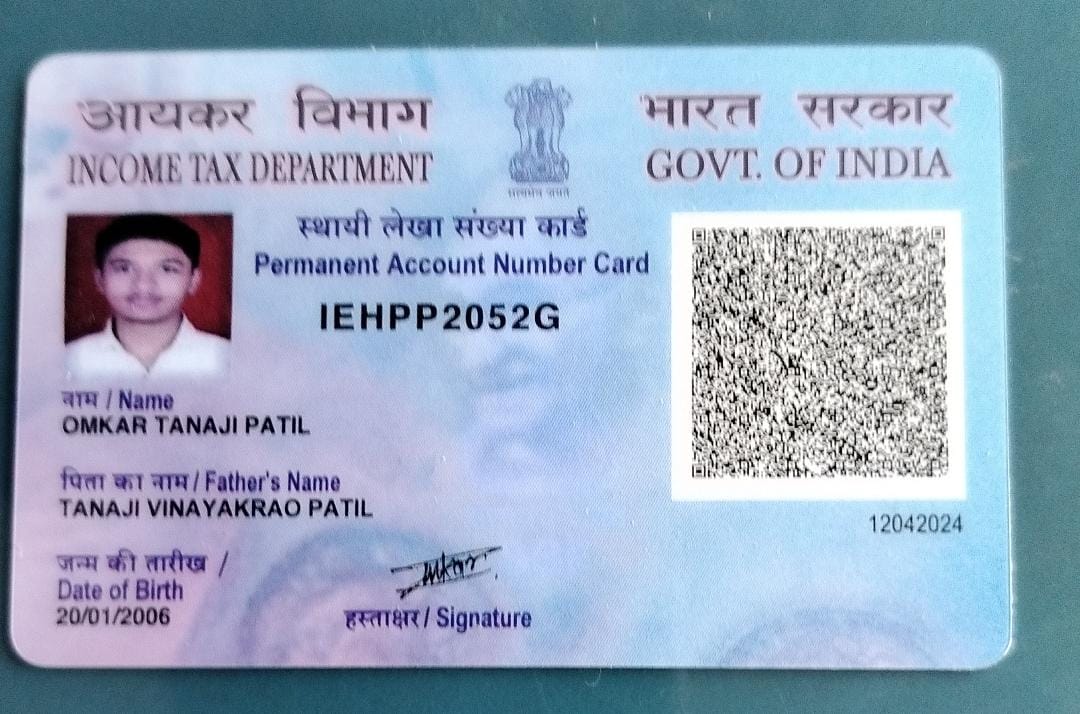 आयकर विभाग
INCOME TAX DEPARTMENT
भारत सरकार
GOVT. OF INDIA
सत्यमेव जयते
स्थायी लेखा संख्या कार्ड
Permanent Account Number Card
IEHPP2052G
नाम / Name
OMKAR TANAJI PATIL
पिता का नाम / Father's Name
TANAJI VINAYAKRAO PATIL
जन्म की तारीख /
Date of Birth
20/01/2006
हस्ताक्षर / Signature
12042024